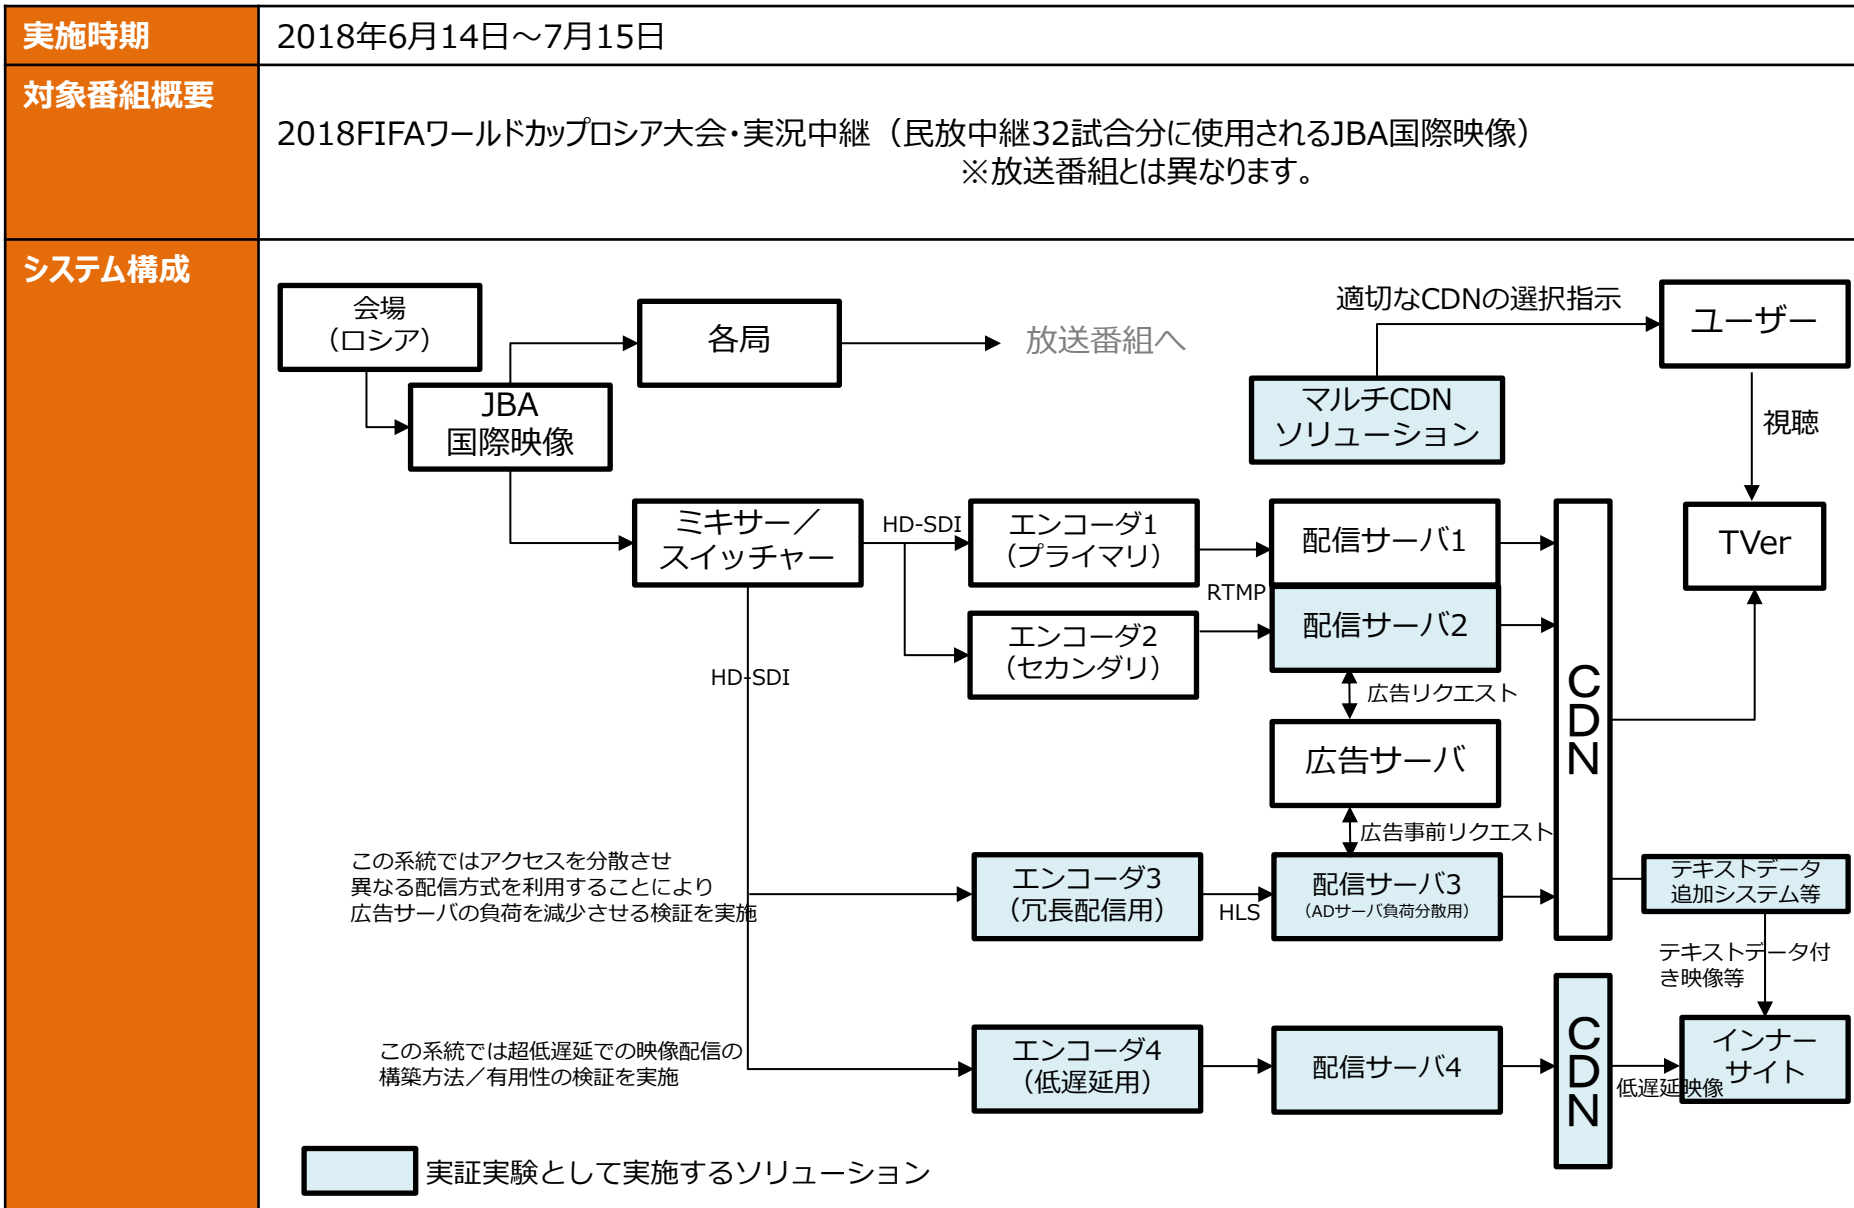 実施時期
2018年6月14日～7月15日
対象番組概要
2018FIFAワールドカップロシア大会・実況中継（民放中継32試合分に使用されるJBA国際映像）
※放送番組とは異なります。
システム構成
会場
（ロシア）
各局
放送番組へ
適切なCDNの選択指示
ユーザー
JBA
国際映像
マルチCDN
ソリューション
視聴
ミキサー／
スイッチャー
HD-SDI
エンコーダ1
（プライマリ）
配信サーバ1
TVer
RTMP
エンコーダ2
（セカンダリ）
配信サーバ2
HD-SDI
広告リクエスト
CDN
広告サーバ
広告事前リクエスト
この系統ではアクセスを分散させ
異なる配信方式を利用することにより
広告サーバの負荷を減少させる検証を実施
エンコーダ3
（冗長配信用）
HLS
配信サーバ3
（ADサーバ負荷分散用）
テキストデータ
追加システム等
テキストデータ付
き映像等
この系統では超低遅延での映像配信の
構築方法／有用性の検証を実施
エンコーダ4
（低遅延用）
配信サーバ4
CDN
低遅延映像
インナー
サイト
実証実験として実施するソリューション